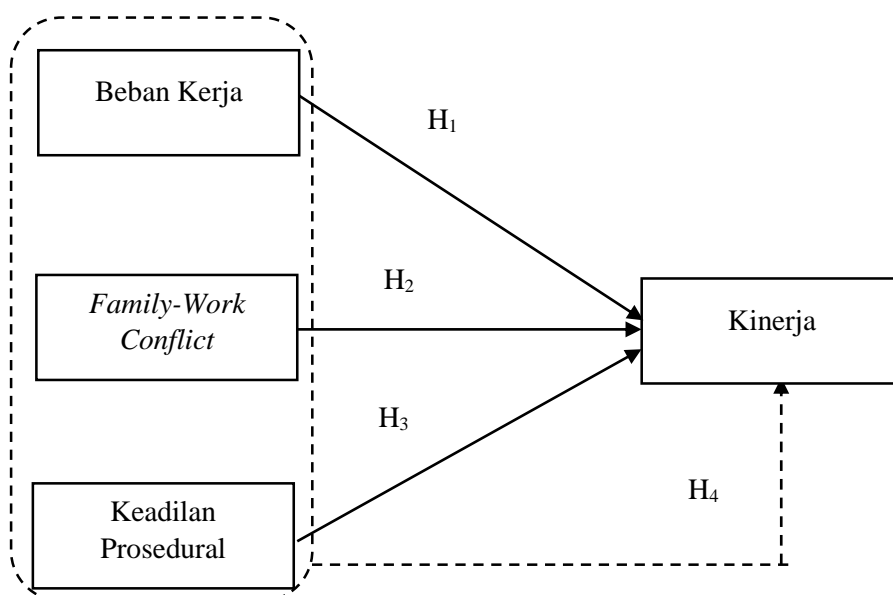 Beban Kerja
H₁
Family-Work
Conflict
H₂
Kinerja
H₃
Keadilan
Prosedural
H₄